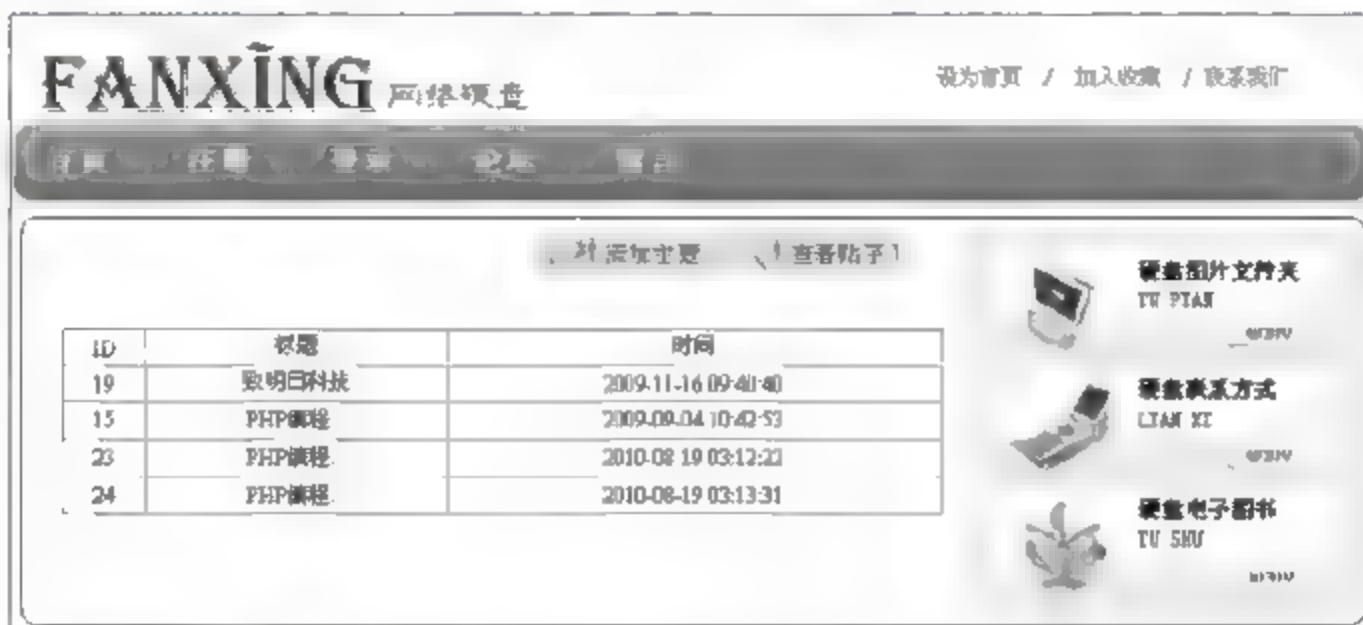 FANXING 网络硬盘
设为首页 / 加入收藏 / 联系我们
添加主题 查看帖子
ID 标题 时间
19 致明日科技 2009-11-16 09:40:40
15 PHP编程 2009-09-04 10:42:53
23 PHP编程 2010-08-19 03:12:22
24 PHP编程 2010-08-19 03:13:31
硬盘图片文件夹
TU PIAN
硬盘联系方式
LIAN XI
硬盘电子图书
TU SHU